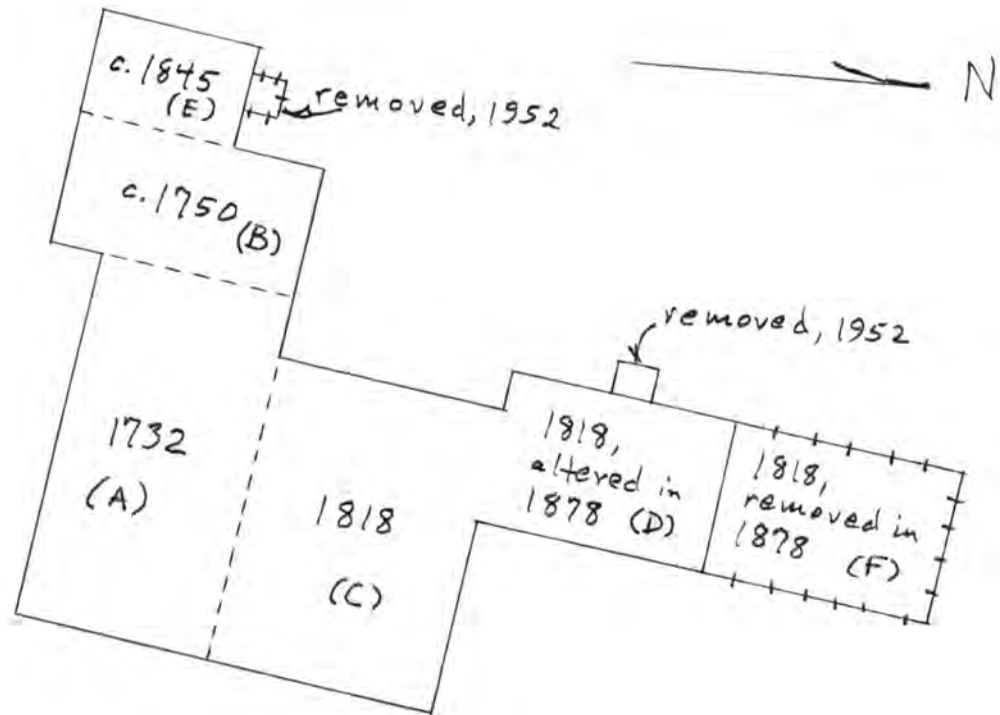 c. 1845
(E)
removed, 1952
N
c. 1750
(B)
removed, 1952
1732
(A)
1818
(C)
1818,
altered in
1878 (D)
1818,
removed in
1878 (F)